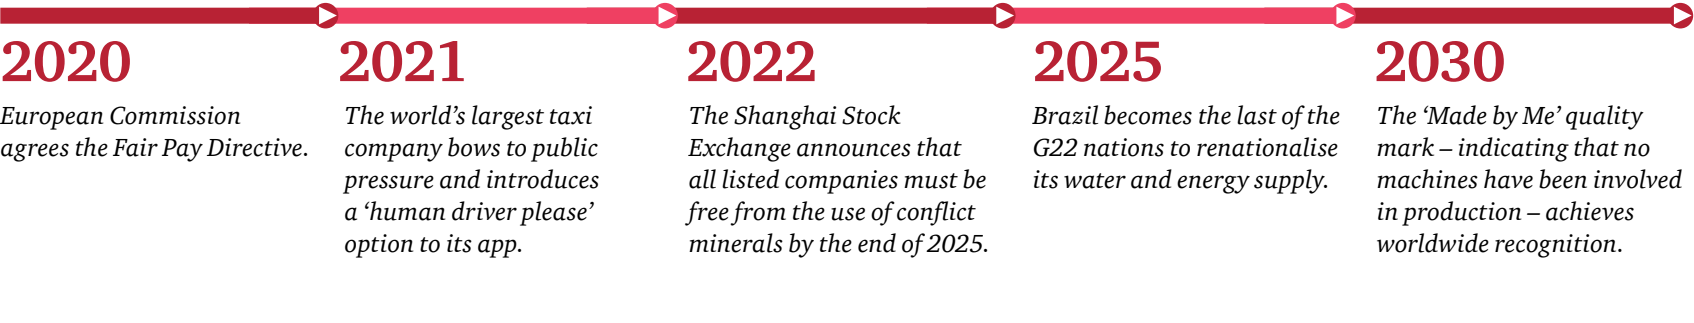 2020
European Commission
agrees the Fair Pay Directive.
2021
The world’s largest taxi
company bows to public
pressure and introduces
a ‘human driver please’
option to its app.
2022
The Shanghai Stock
Exchange announces that
all listed companies must be
free from the use of conflict
minerals by the end of 2025.
2025
Brazil becomes the last of the
G22 nations to renationalise
its water and energy supply.
2030
The ‘Made by Me’ quality
mark – indicating that no
machines have been involved
in production – achieves
worldwide recognition.